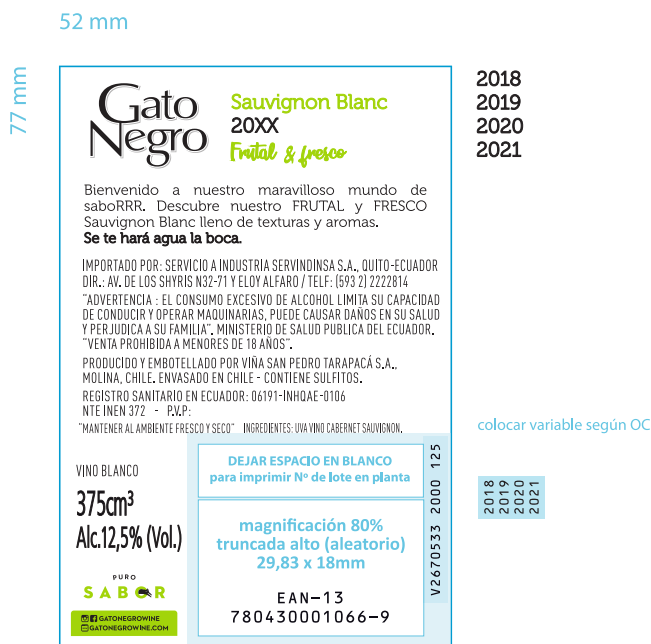 52 mm
77 mm
Gato
Negro
Sauvignon Blanc
20XX
Frutal & fresco
2018
2019
2020
2021
Bienvenido a nuestro maravilloso mundo de
saboRRR. Descubre nuestro FRUTAL y FRESCO
Sauvignon Blanc lleno de texturas y aromas.
Se te hará agua la boca.
IMPORTADO POR: SERVICIO A INDUSTRIA SERVINDINSA S.A., QUITO-ECUADOR
DIR.: AV. DE LOS SHYRIS N32-71 Y ELOY ALFARO / TELF: (593 2) 2222814
"ADVERTENCIA : EL CONSUMO EXCESIVO DE ALCOHOL LIMITA SU CAPACIDAD
DE CONDUCIR Y OPERAR MAQUINARIAS, PUEDE CAUSAR DAÑOS EN SU SALUD
Y PERJUDICA A SU FAMILIA". MINISTERIO DE SALUD PUBLICA DEL ECUADOR.
"VENTA PROHIBIDA A MENORES DE 18 AÑOS".
PRODUCIDO Y EMBOTELLADO POR VIÑA SAN PEDRO TARAPACÁ S.A.,
MOLINA, CHILE. ENVASADO EN CHILE - CONTIENE SULFITOS.
REGISTRO SANITARIO EN ECUADOR: 06191-INHQAE-0106
NTE INEN 372 - P.V.P:
"MANTENER AL AMBIENTE FRESCO Y SECO" INGREDIENTES: UVA VINO CABERNET SAUVIGNON.
colocar variable según OC
VINO BLANCO
375cm³
Alc.12,5% (Vol.)
PURO
SABOR
GATONEGROWINE
GATONEGROWINE.COM
DEJAR ESPACIO EN BLANCO
para imprimir Nº de lote en planta
magnificación 80%
truncada alto (aleatorio)
29,83 x 18mm
EAN-13
780430001066-9
V2670533 2000 125
2018
2019
2020
2021